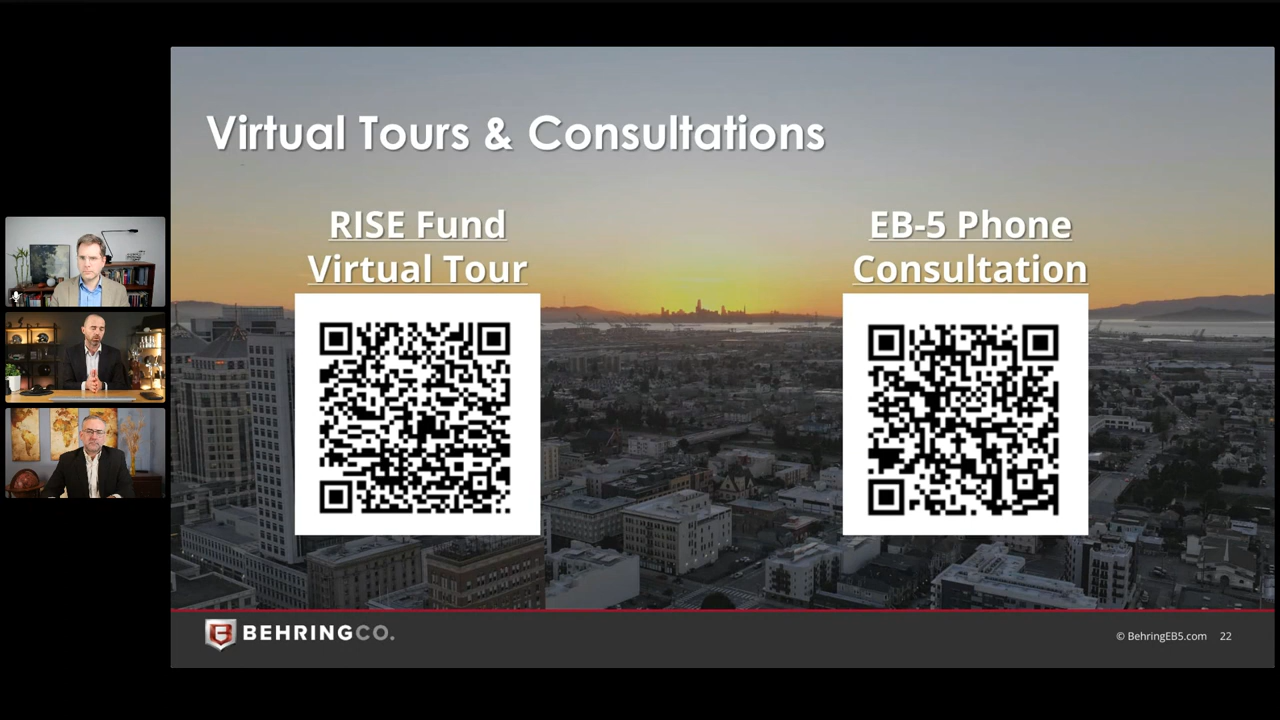 Virtual Tours & Consultations
RISE Fund
Virtual Tour
EB-5 Phone
Consultation
BEHRINGCO.
© BehringEB5.com 22